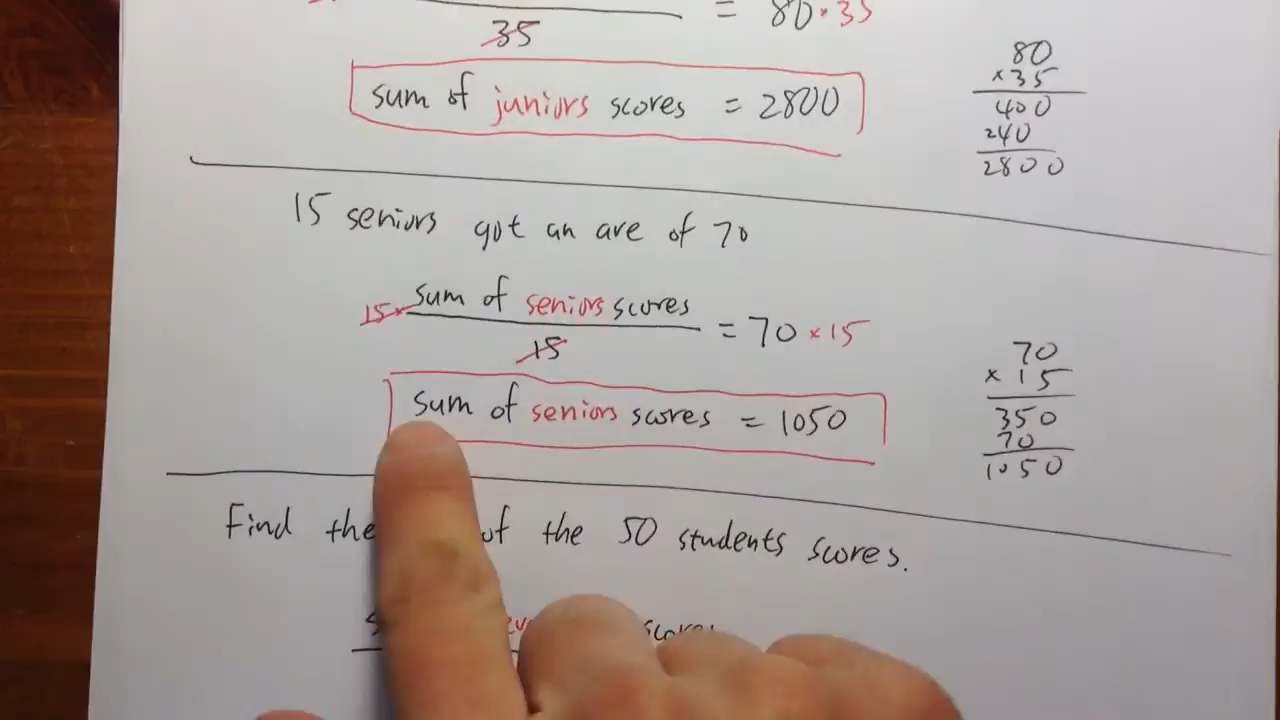 35 = 80 · 35
sum of juniors scores = 2800
80
×35
400
240
2800
15 seniors got an ave of 70
15· sum of seniors scores
15 = 70 × 15
sum of seniors scores = 1050
70
× 15
350
70
1050
Find the of the 50 students scores.